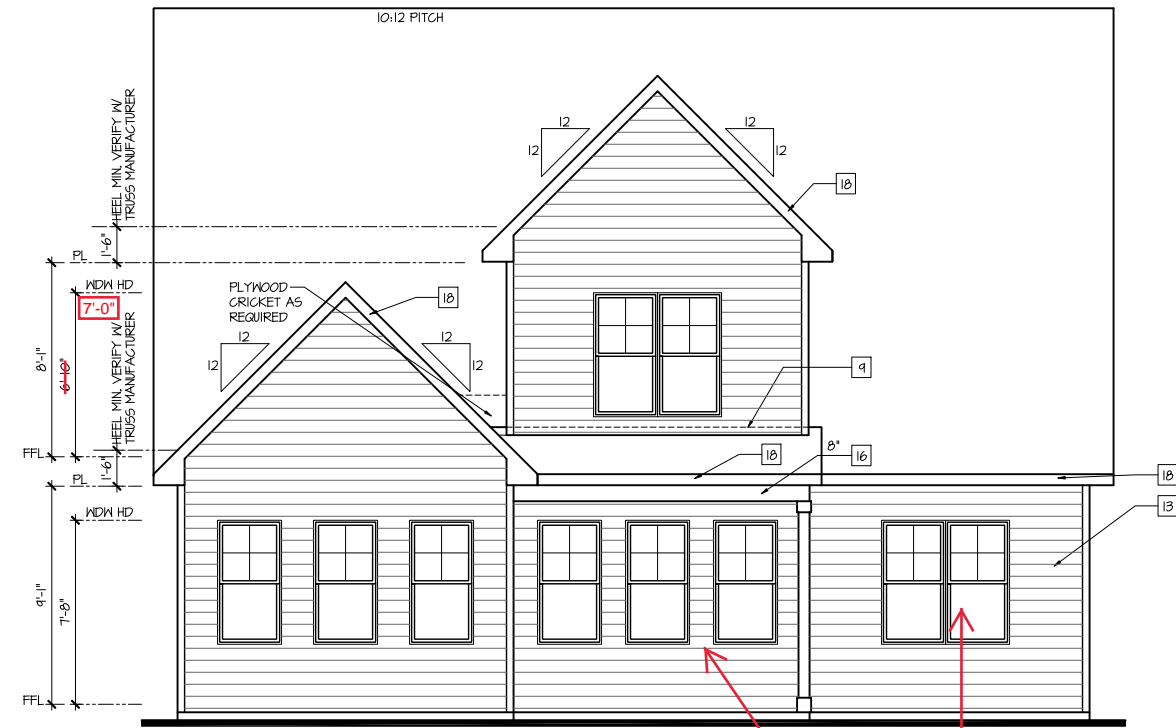 10:12 PITCH
HEEL MIN. VERIFY W/
TRUSS MANUFACTURER
1'-6"
PL
WDW HD
7'-0"
8'-1"
6'-10"
HEEL MIN. VERIFY W/
TRUSS MANUFACTURER
FFL
1'-6"
PL
WDW HD
9'-1"
7'-8"
FFL
12
12
12
12
18
PLYWOOD
CRICKET AS
REQUIRED
18
12
12
12
12
9
8"
16
18
18
13